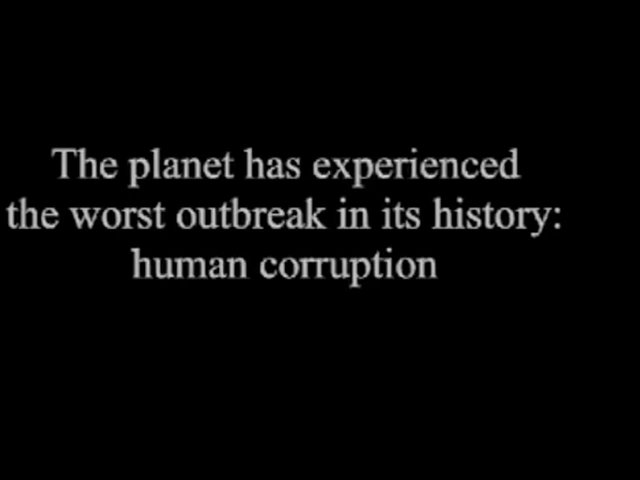 The planet has experienced
the worst outbreak in its history:
human corruption